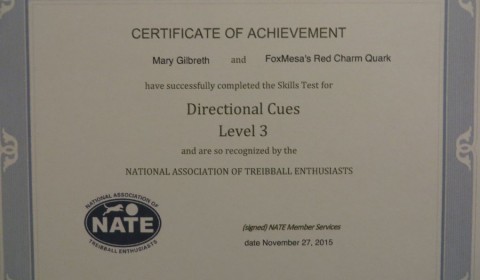 CERTIFICATE OF ACHIEVEMENT
Mary Gilbreth and FoxMesa's Red Charm Quark
have successfully completed the Skills Test for
Directional Cues
Level 3
and are so recognized by the
NATIONAL ASSOCIATION OF TREIBBALL ENTHUSIASTS
NATIONAL ASSOCIATION OF
NATE
TREIBBALL ENTHUSIASTS
(signed) NATE Member Services
date November 27, 2015